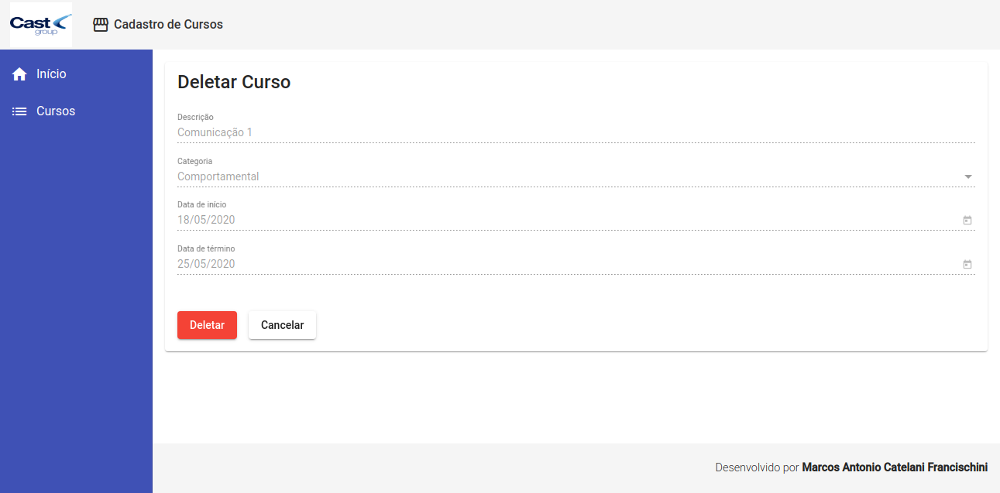 Cast
group
Cadastro de Cursos
Início
Cursos
Deletar Curso
Descrição
Comunicação 1
Categoria
Comportamental
Data de início
18/05/2020
Data de término
25/05/2020
Deletar Cancelar
Desenvolvido por Marcos Antonio Catelani Francischini